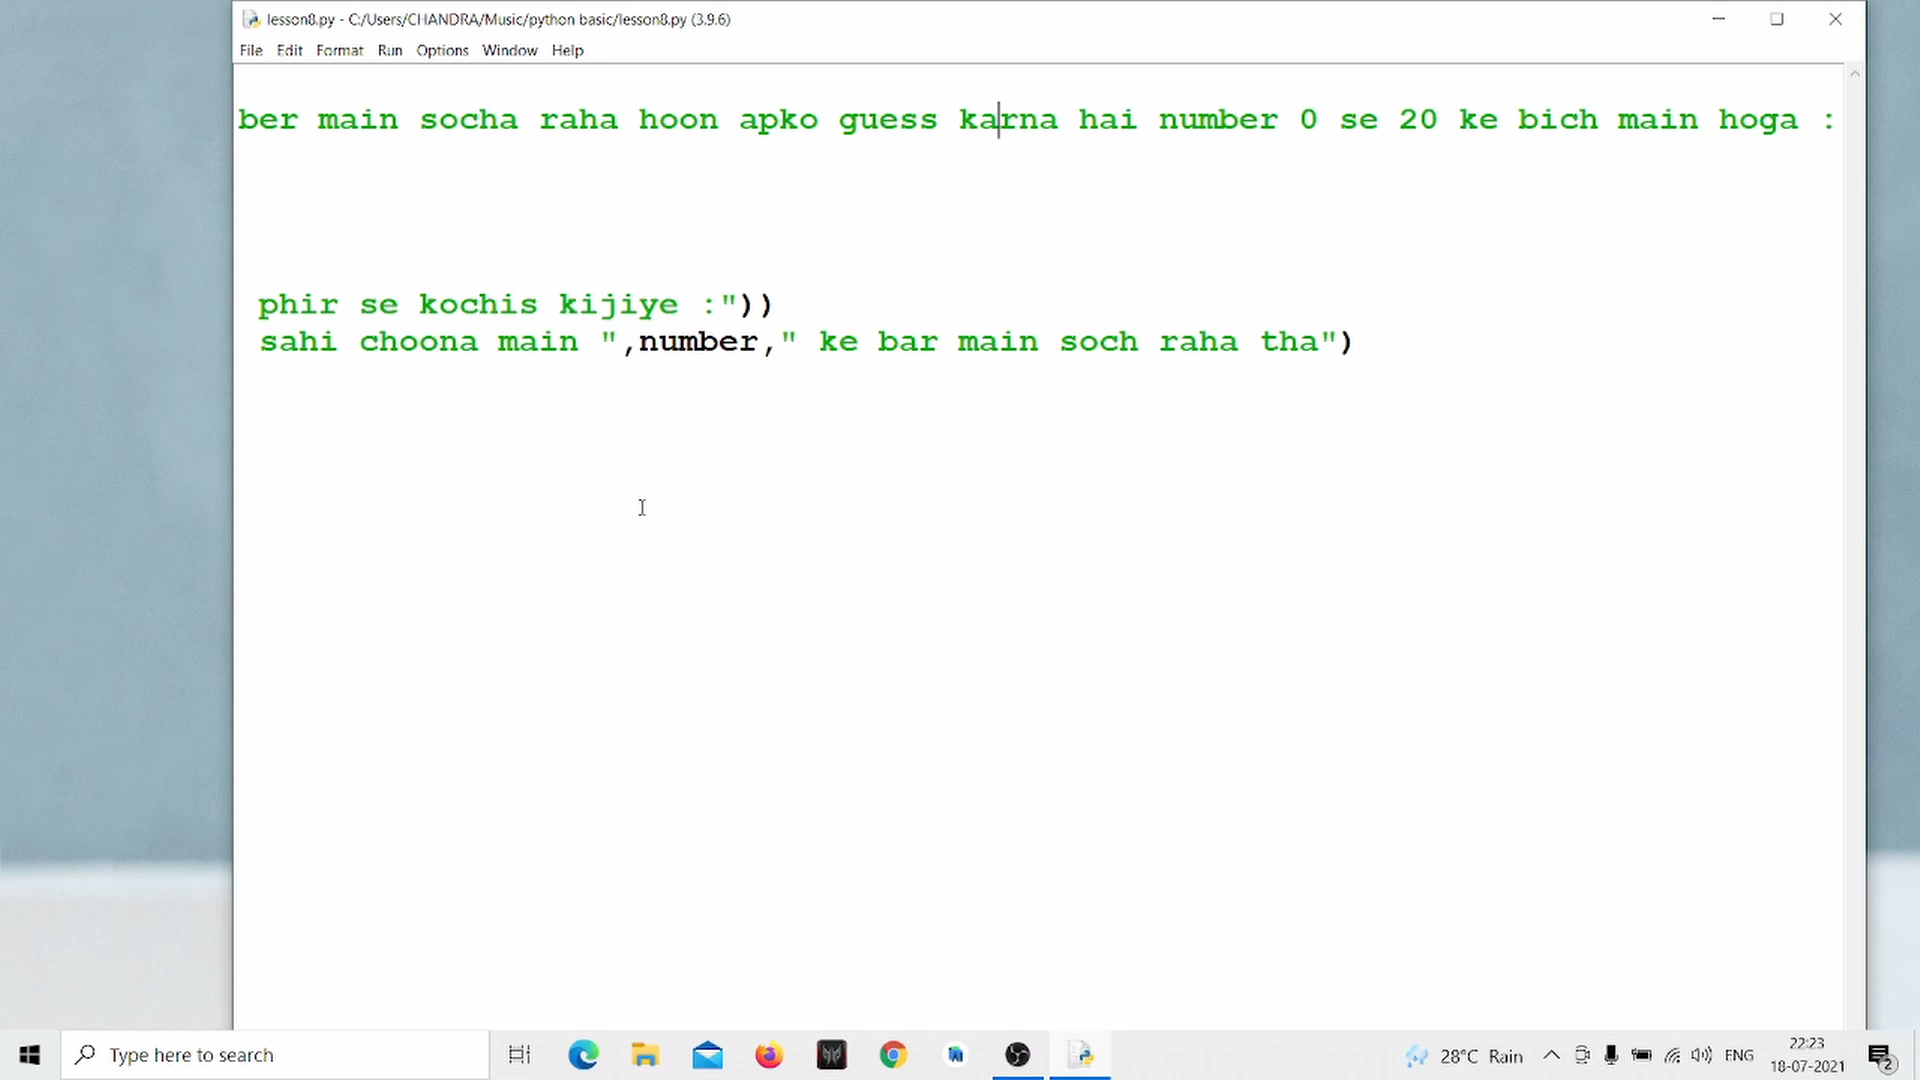 lesson8.py - C:/Users/CHANDRA/Music/python basic/lesson8.py (3.9.6)
File Edit Format Run Options Window Help
ber main socha raha hoon apko guess karna hai number 0 se 20 ke bich main hoga :
phir se kochis kijiye :"))
sahi choona main ",number," ke bar main soch raha tha")
Type here to search
28°C Rain
ENG
22:23
18-07-2021
2